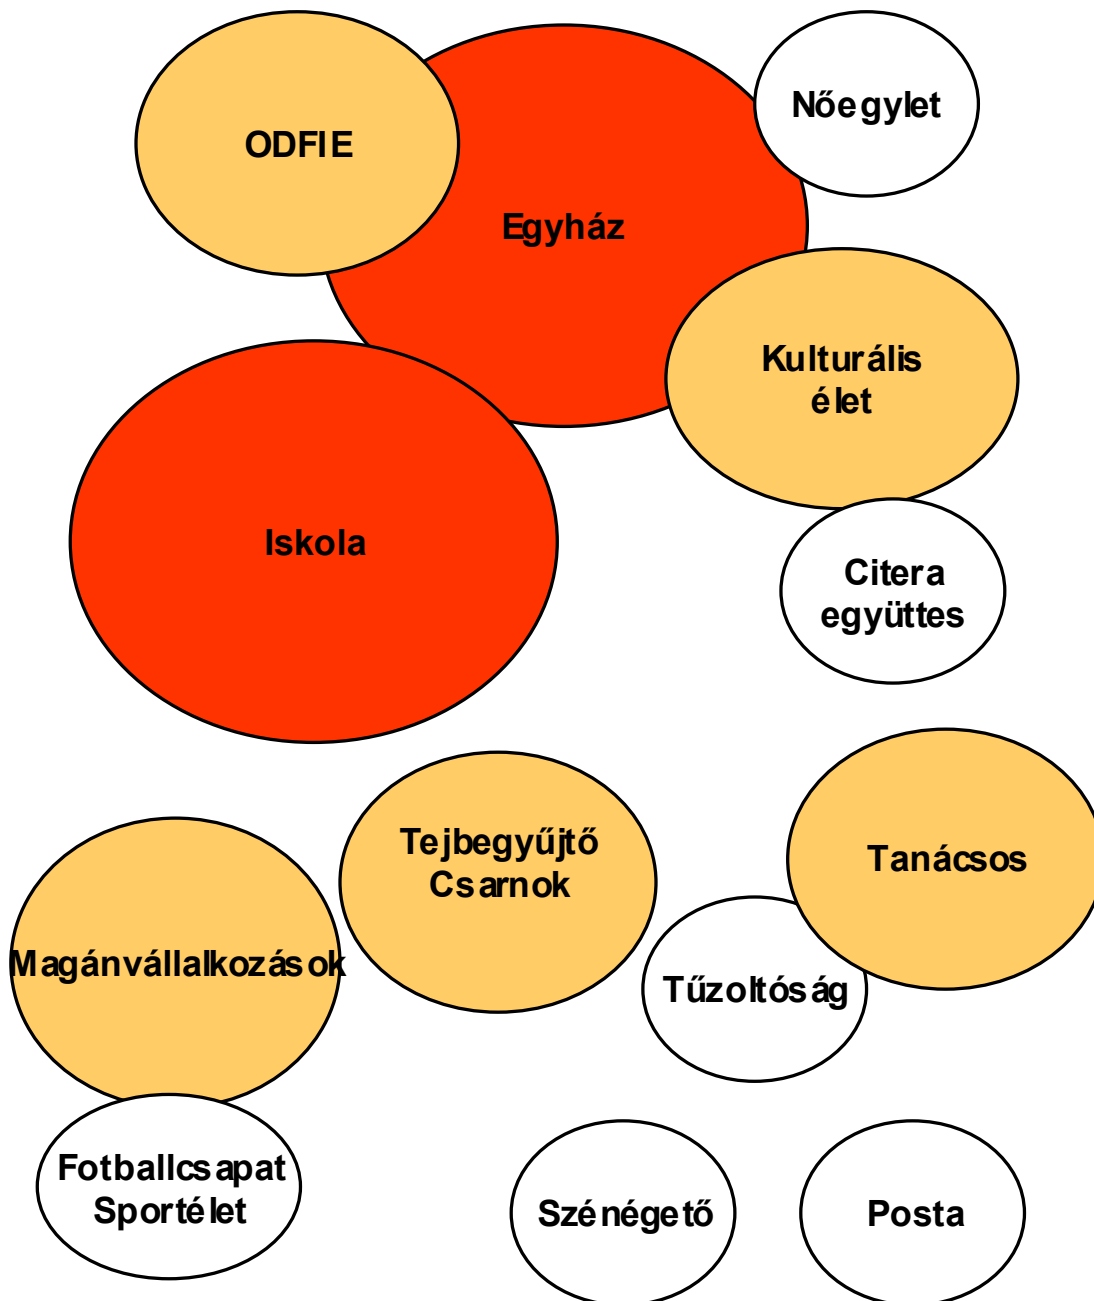 Nőegylet
ODFIE
Egyház
Kulturális
élet
Iskola
Citera
együttes
Tejbegyűjtő
Csarnok
Tanácsos
Magánvállalkozások
Tűzoltóság
Fotballcsapat
Sportélet
Szénégető
Posta